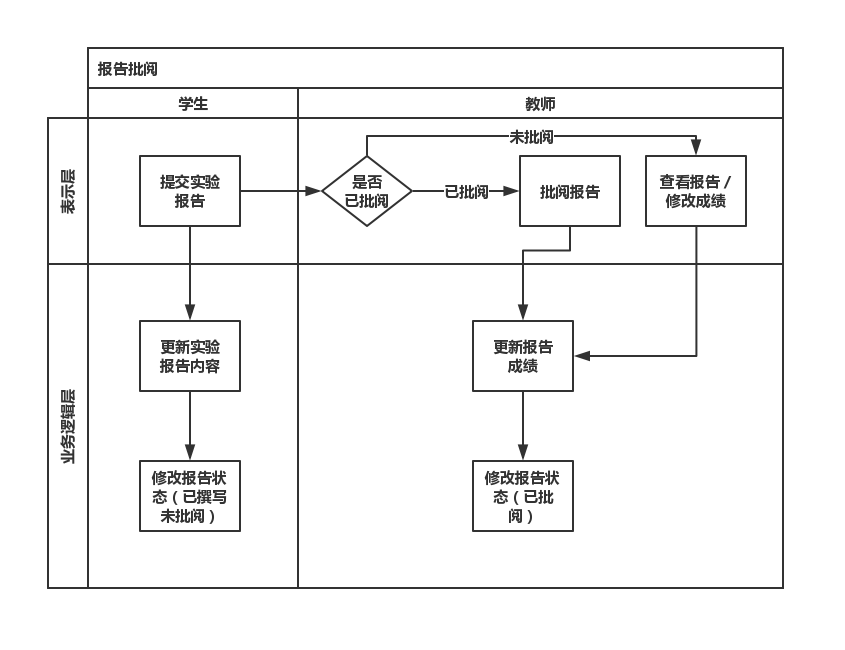 报告批阅
学生
教师
表示层
提交实验
报告
是否
已批阅
未批阅
已批阅
批阅报告
查看报告 /
修改成绩
业务逻辑层
更新实验
报告内容
更新报告
成绩
修改报告状
态（已撰写
未批阅）
修改报告状
态（已批
阅）